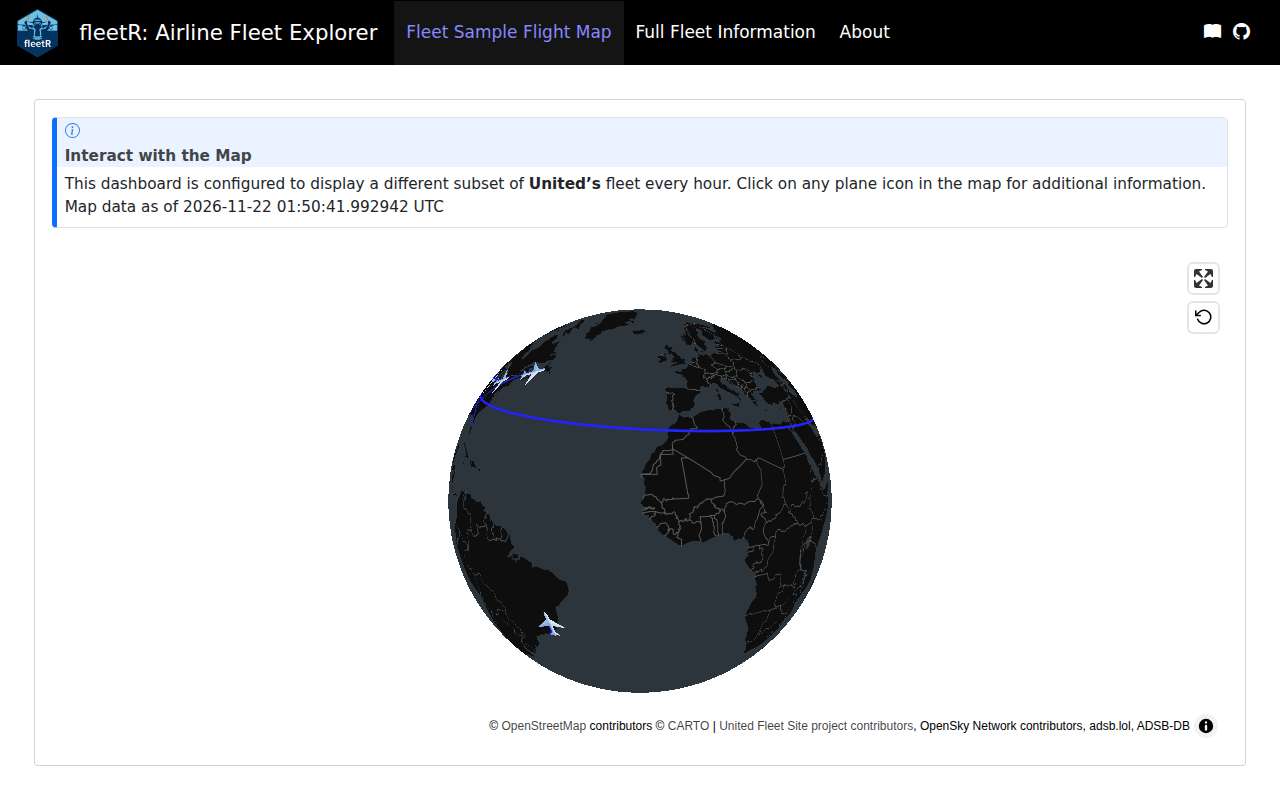 fleetR
fleetR: Airline Fleet Explorer
Fleet Sample Flight Map
Full Fleet Information
About
Interact with the Map
This dashboard is configured to display a different subset of United’s fleet every hour. Click on any plane icon in the map for additional information.
Map data as of 2026-11-22 01:50:41.992942 UTC
© OpenStreetMap contributors © CARTO | United Fleet Site project contributors, OpenSky Network contributors, adsb.lol, ADSB-DB